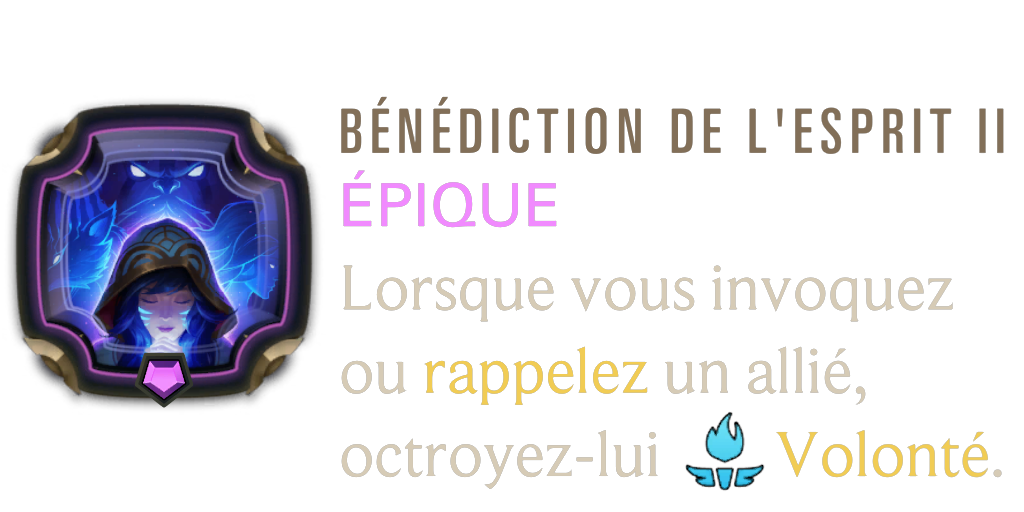 BÉNÉDICTION DE L'ESPRIT II
ÉPIQUE
Lorsque vous invoquez
ou rappelez un allié,
octroyez-lui Volonté.